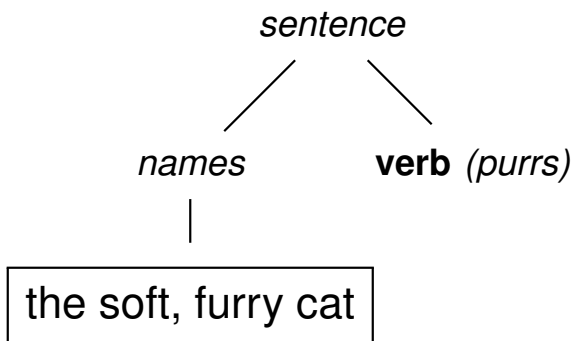 sentence
names verb (purrs)
the soft, furry cat